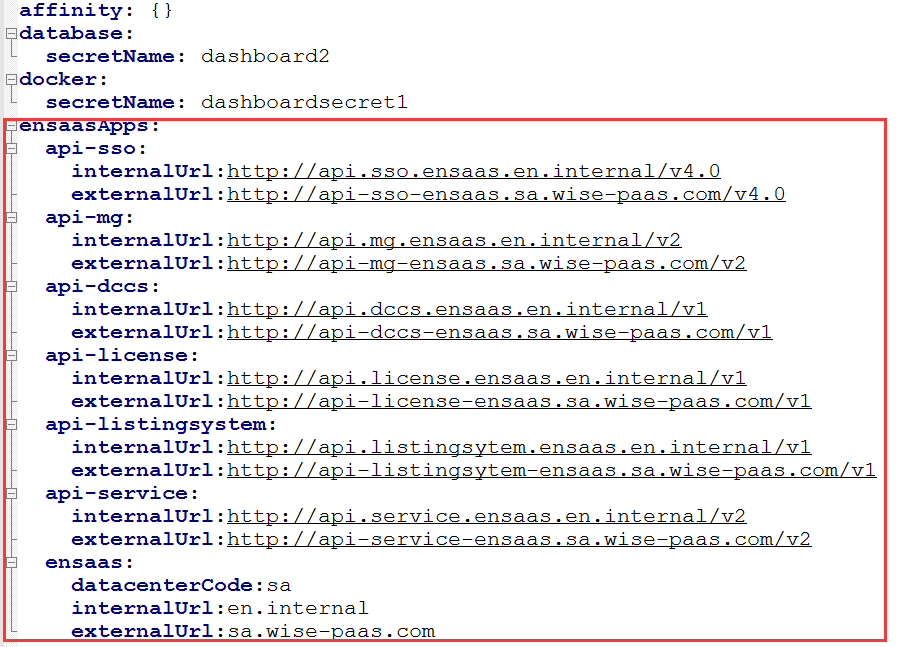 affinity: {}
database:
  secretName: dashboard2
docker:
  secretName: dashboardsecret1
ensaasApps:
  api-sso:
    internalUrl:http://api.sso.ensaas.en.internal/v4.0
    externalUrl:http://api-sso-ensaas.sa.wise-paas.com/v4.0
  api-mg:
    internalUrl:http://api.mg.ensaas.en.internal/v2
    externalUrl:http://api-mg-ensaas.sa.wise-paas.com/v2
  api-dccs:
    internalUrl:http://api.dccs.ensaas.en.internal/v1
    externalUrl:http://api-dccs-ensaas.sa.wise-paas.com/v1
  api-license:
    internalUrl:http://api.license.ensaas.en.internal/v1
    externalUrl:http://api-license-ensaas.sa.wise-paas.com/v1
  api-listingsystem:
    internalUrl:http://api.listingsytem.ensaas.en.internal/v1
    externalUrl:http://api-listingsytem-ensaas.sa.wise-paas.com/v1
  api-service:
    internalUrl:http://api.service.ensaas.en.internal/v2
    externalUrl:http://api-service-ensaas.sa.wise-paas.com/v2
  ensaas:
    datacenterCode:sa
    internalUrl:en.internal
    externalUrl:sa.wise-paas.com